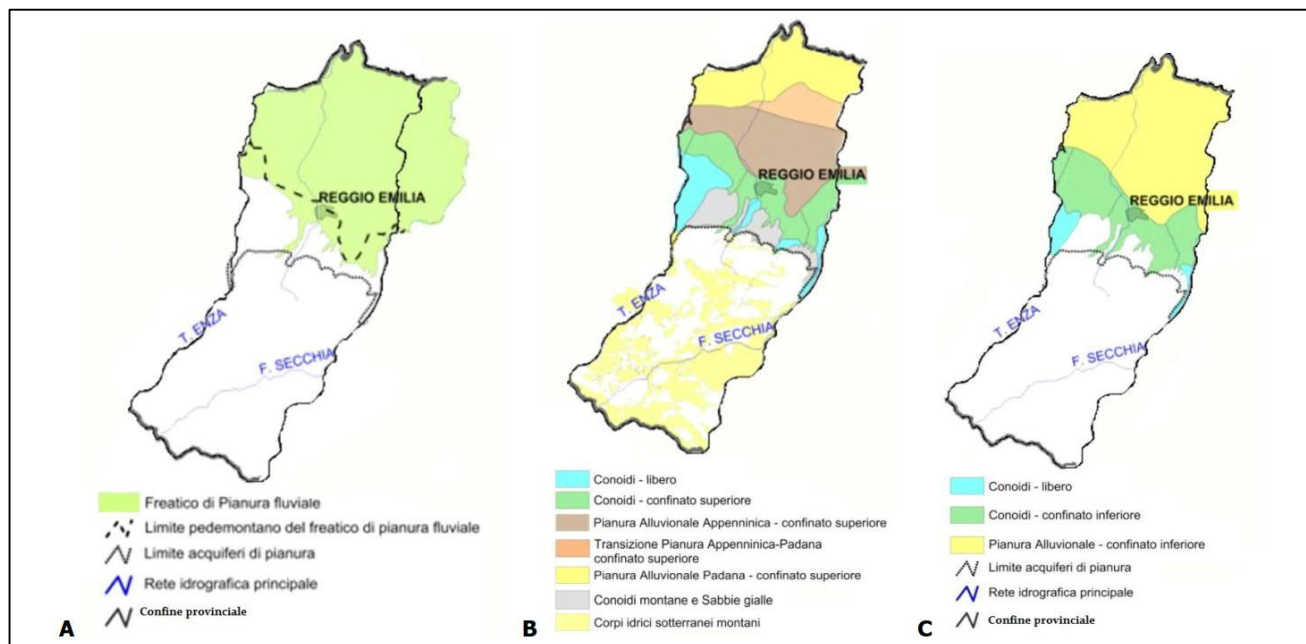 REGGIO EMILIA
T. ENZA
F. SECCHIA
Freatico di Pianura fluviale
Limite pedemontano del freatico di pianura fluviale
Limite acquiferi di pianura
Rete idrografica principale
Confine provinciale
A
A
REGGIO EMILIA
T. ENZA
F. SECCHIA
Conoidi - libero
Conoidi - confinato superiore
Pianura Alluvionale Appenninica - confinato superiore
Transizione Pianura Appenninica-Padana
confinato superiore
Pianura Alluvionale Padana - confinato superiore
Conoidi montane e Sabbie gialle
Corpi idrici sotterranei montani
B
A
REGGIO EMILIA
T. ENZA
F. SECCHIA
Conoidi - libero
Conoidi - confinato inferiore
Pianura Alluvionale - confinato inferiore
Limite acquiferi di pianura
Rete idrografica principale
Confine provinciale
C